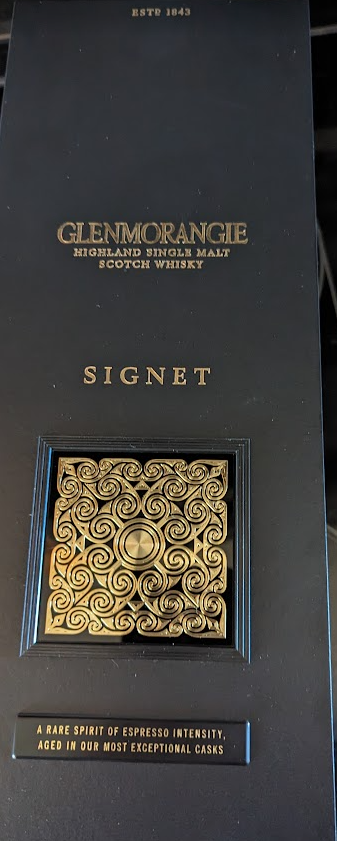 ESTD 1843
GLENMORANGIE
HIGHLAND SINGLE MALT
SCOTCH WHISKY
SIGNET
A RARE SPIRIT OF ESPRESSO INTENSITY,
AGED IN OUR MOST EXCEPTIONAL CASKS